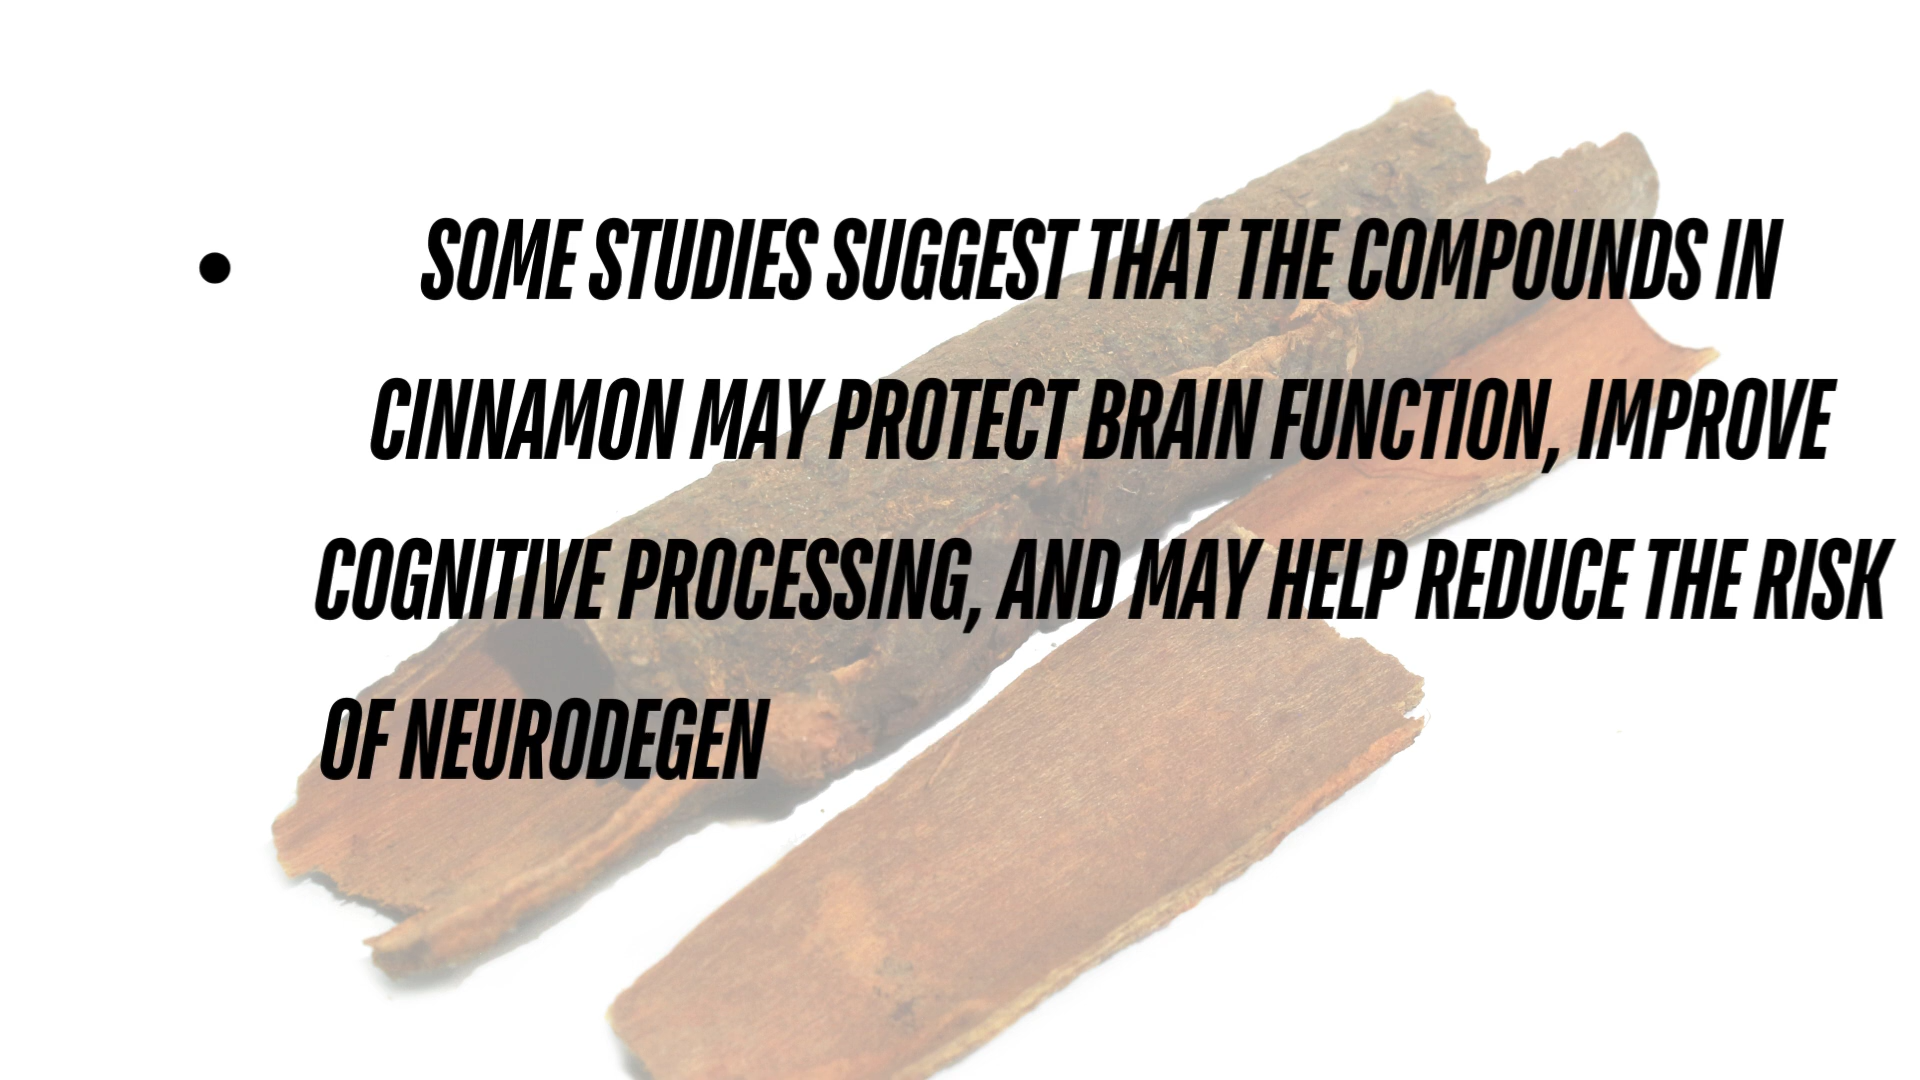 • SOME STUDIES SUGGEST THAT THE COMPOUNDS IN
CINNAMON MAY PROTECT BRAIN FUNCTION, IMPROVE
COGNITIVE PROCESSING, AND MAY HELP REDUCE THE RISK
OF NEURODEGEN